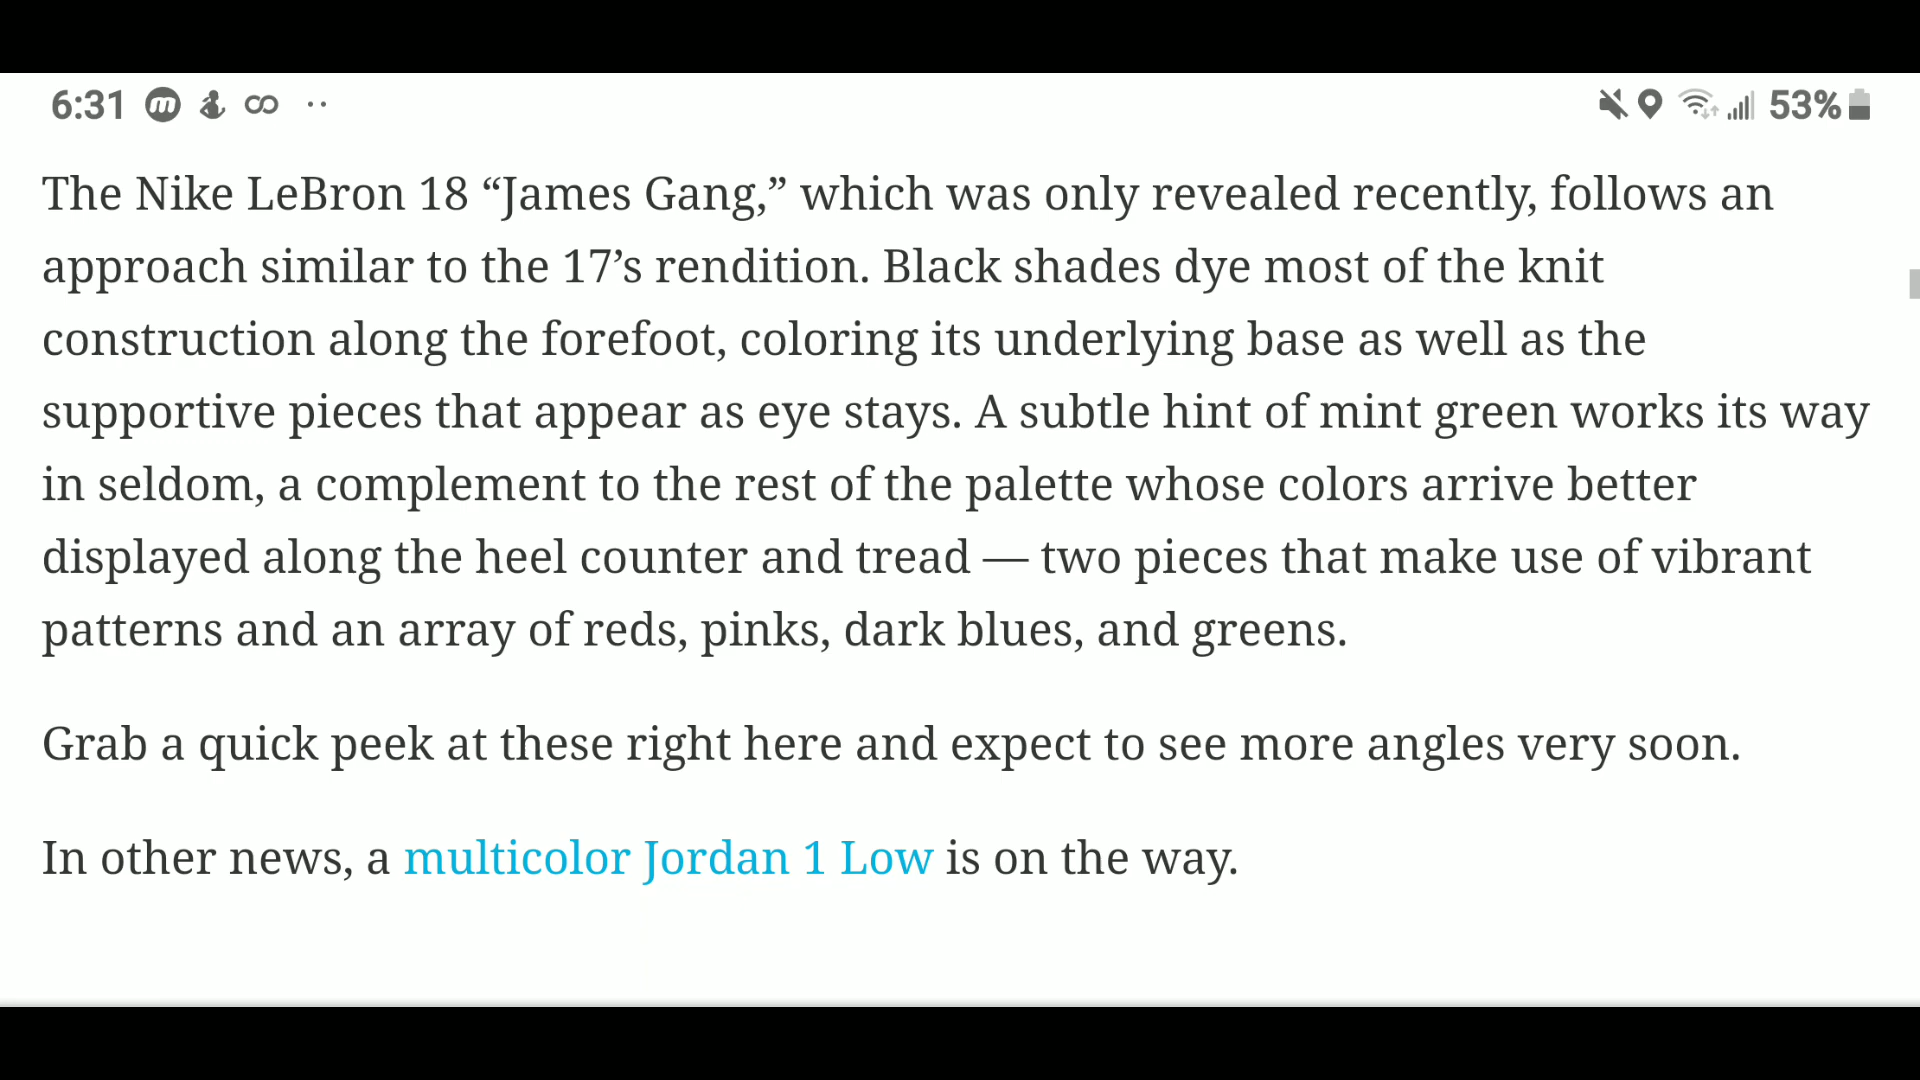 6:31
53%
The Nike LeBron 18 “James Gang,” which was only revealed recently, follows an
approach similar to the 17’s rendition. Black shades dye most of the knit
construction along the forefoot, coloring its underlying base as well as the
supportive pieces that appear as eye stays. A subtle hint of mint green works its way
in seldom, a complement to the rest of the palette whose colors arrive better
displayed along the heel counter and tread — two pieces that make use of vibrant
patterns and an array of reds, pinks, dark blues, and greens.
Grab a quick peek at these right here and expect to see more angles very soon.
In other news, a multicolor Jordan 1 Low is on the way.